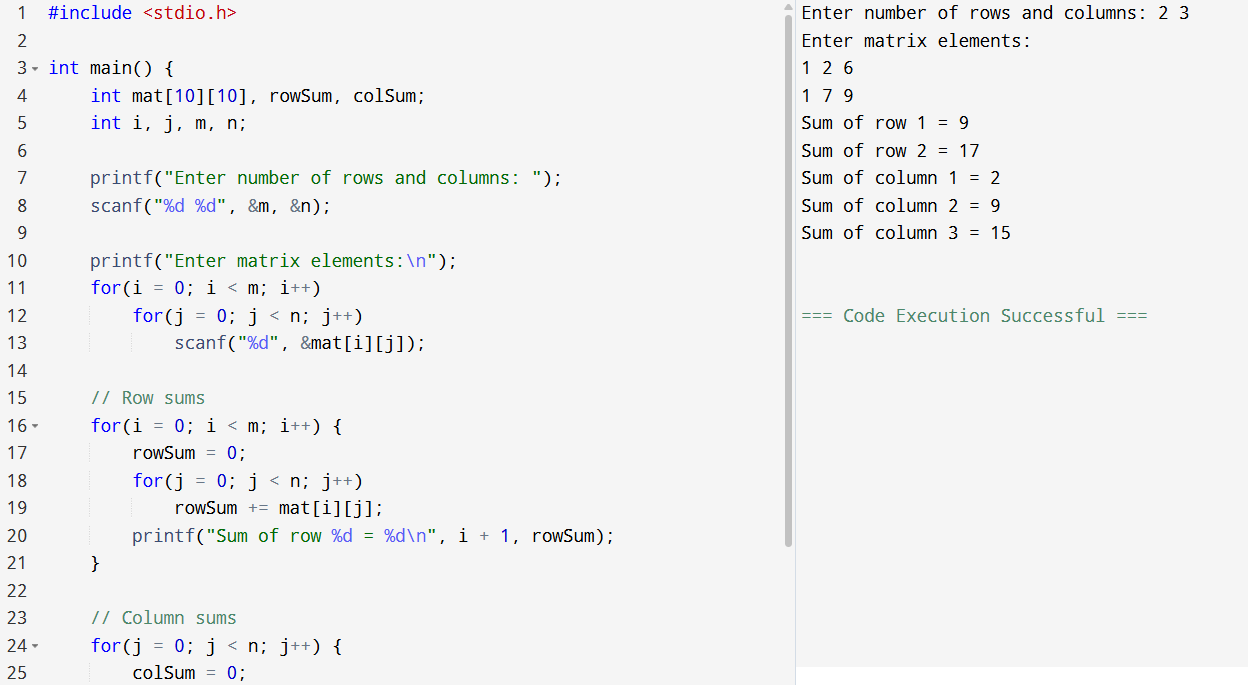 1 #include <stdio.h>
2
3 int main() {
4     int mat[10][10], rowSum, colSum;
5     int i, j, m, n;
6
7     printf("Enter number of rows and columns: ");
8     scanf("%d %d", &m, &n);
9
10     printf("Enter matrix elements:\n");
11     for(i = 0; i < m; i++)
12         for(j = 0; j < n; j++)
13             scanf("%d", &mat[i][j]);
14
15     // Row sums
16     for(i = 0; i < m; i++) {
17         rowSum = 0;
18         for(j = 0; j < n; j++)
19             rowSum += mat[i][j];
20         printf("Sum of row %d = %d\n", i + 1, rowSum);
21     }
22
23     // Column sums
24     for(j = 0; j < n; j++) {
25         colSum = 0;
Enter number of rows and columns: 2 3
Enter matrix elements:
1 2 6
1 7 9
Sum of row 1 = 9
Sum of row 2 = 17
Sum of column 1 = 2
Sum of column 2 = 9
Sum of column 3 = 15
=== Code Execution Successful ===